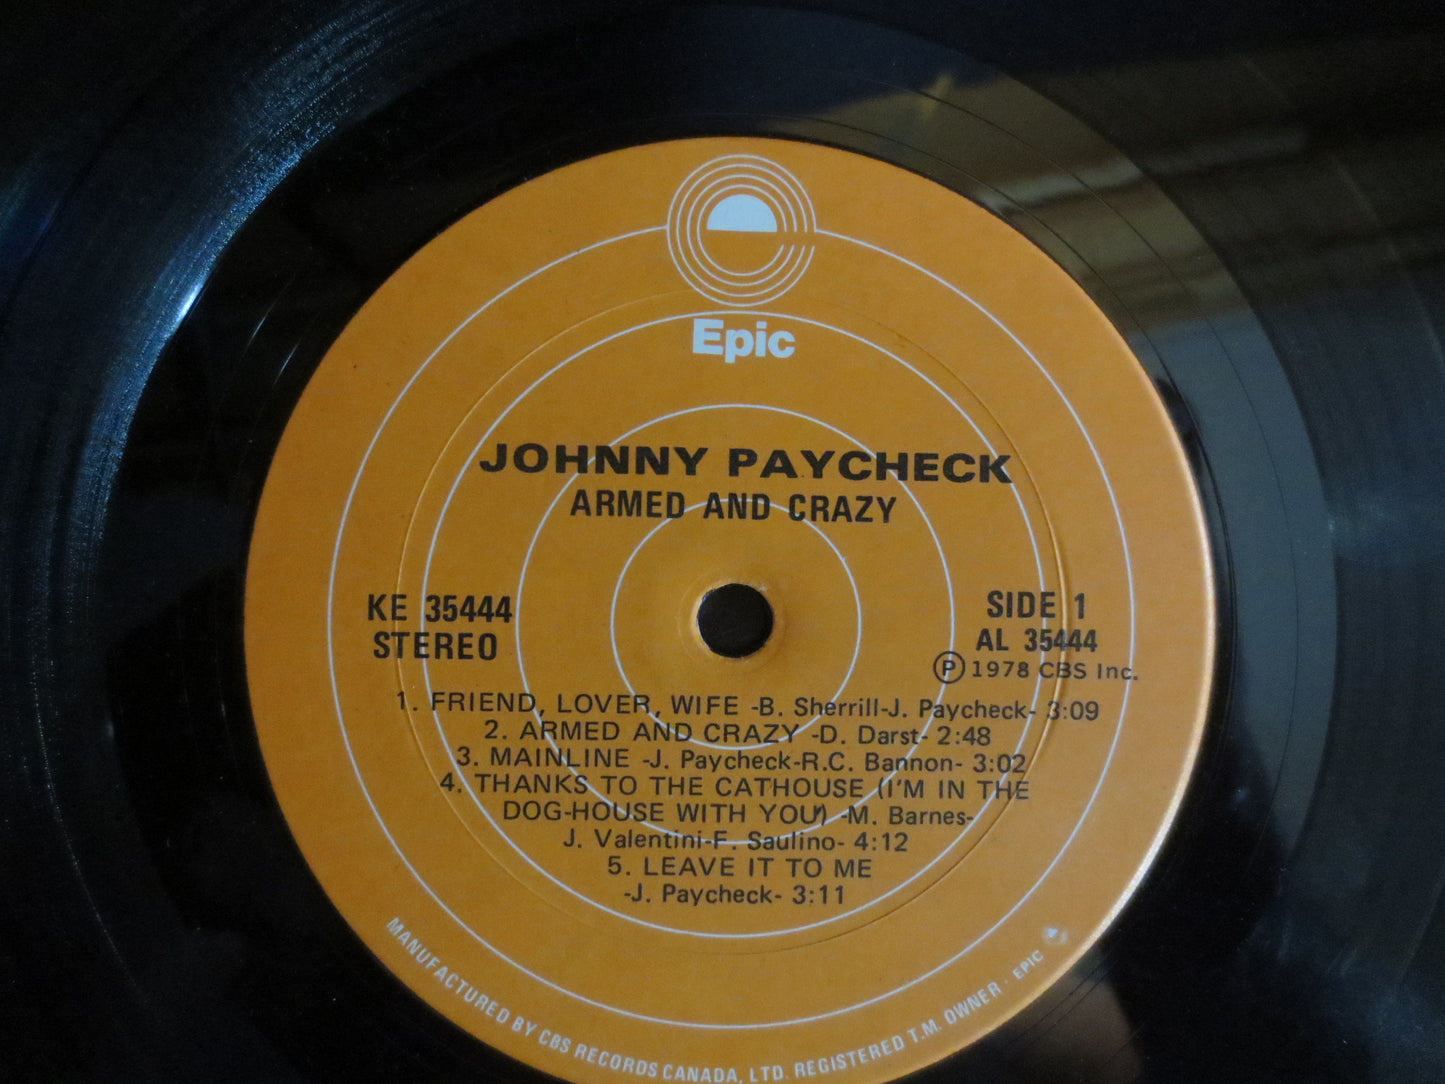 Epic
JOHNNY PAYCHECK
ARMED AND CRAZY
KE 35444
STEREO
SIDE 1
AL 35444
Ⓟ 1978 CBS Inc.
1. FRIEND, LOVER, WIFE -B. Sherrill-J. Paycheck- 3:09
2. ARMED AND CRAZY -D. Darst- 2:48
3. MAINLINE -J. Paycheck-R.C. Bannon- 3:02
4. THANKS TO THE CATHOUSE (I'M IN THE
DOG-HOUSE WITH YOU) -M. Barnes-
J. Valentini-F. Saulino- 4:12
5. LEAVE IT TO ME
-J. Paycheck- 3:11
MANUFACTURED BY CBS RECORDS CANADA, LTD. REGISTERED T.M. OWNER · EPIC